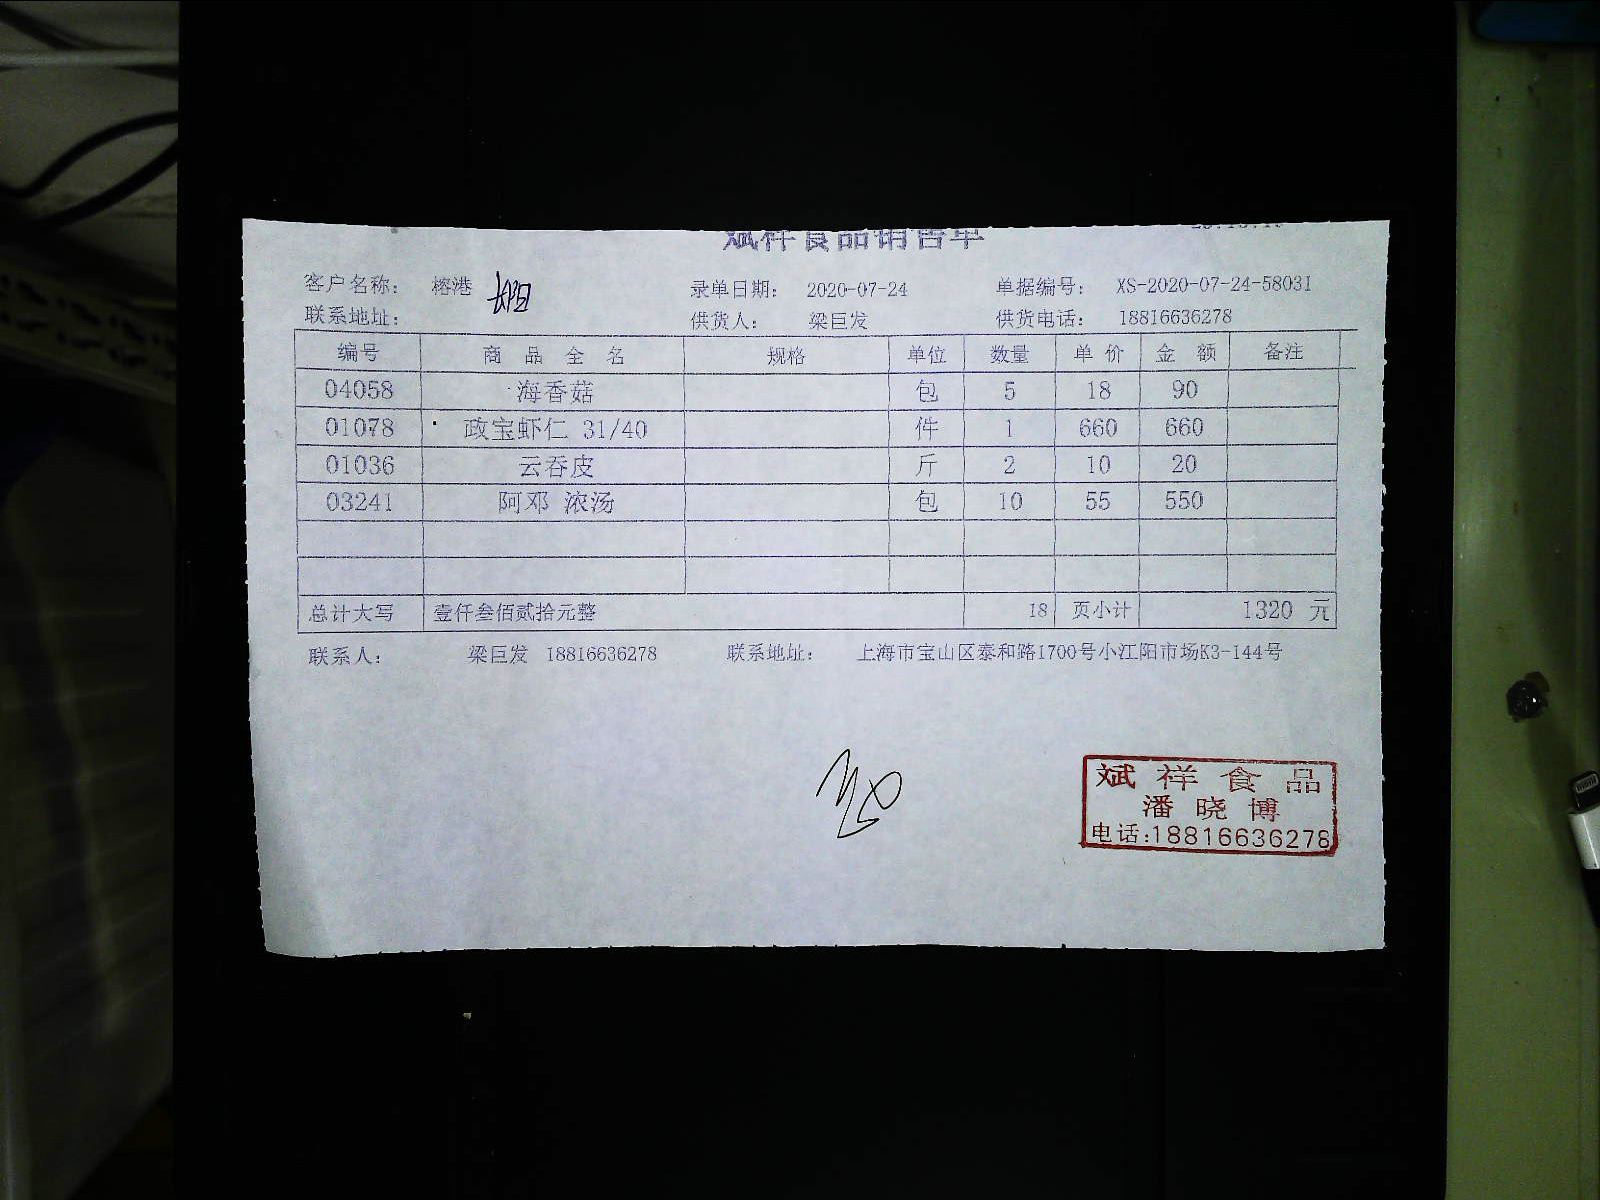 斌祥食品销售单
客户名称: 榕港 录单日期: 2020-07-24 单据编号: XS-2020-07-24-58031
联系地址: 供货人: 梁巨发 供货电话: 18816636278
编号 商品全名 规格 单位 数量 单价 金额 备注
04058 海香菇 包 5 18 90
01078 政宝虾仁 31/40 件 1 660 660
01036 云吞皮 斤 2 10 20
03241 阿邓 浓汤 包 10 55 550
总计大写 壹仟叁佰贰拾元整 18 页小计 1320 元
联系人: 梁巨发 18816636278 联系地址: 上海市宝山区泰和路1700号小江阳市场K3-144号
斌祥食品
潘晓博
电话:18816636278